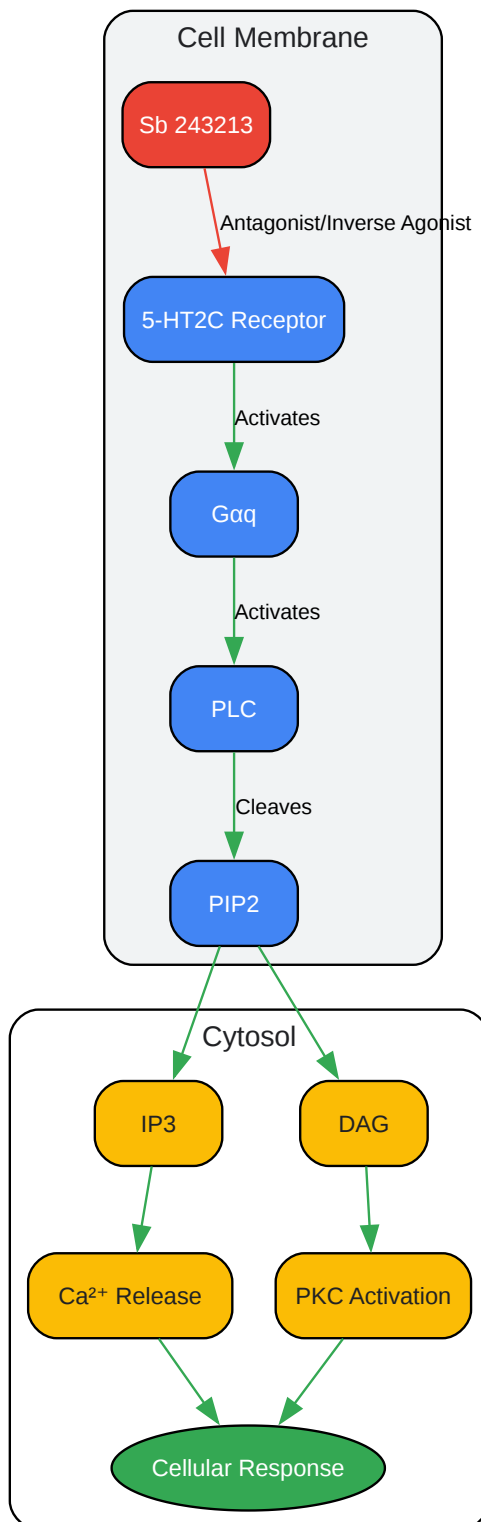 Cell Membrane
Sb 243213
Antagonist/Inverse Agonist
5-HT2C Receptor
Activates
Gαq
Activates
PLC
Cleaves
PIP2
Cytosol
IP3
DAG
Ca²⁺ Release
PKC Activation
Cellular Response